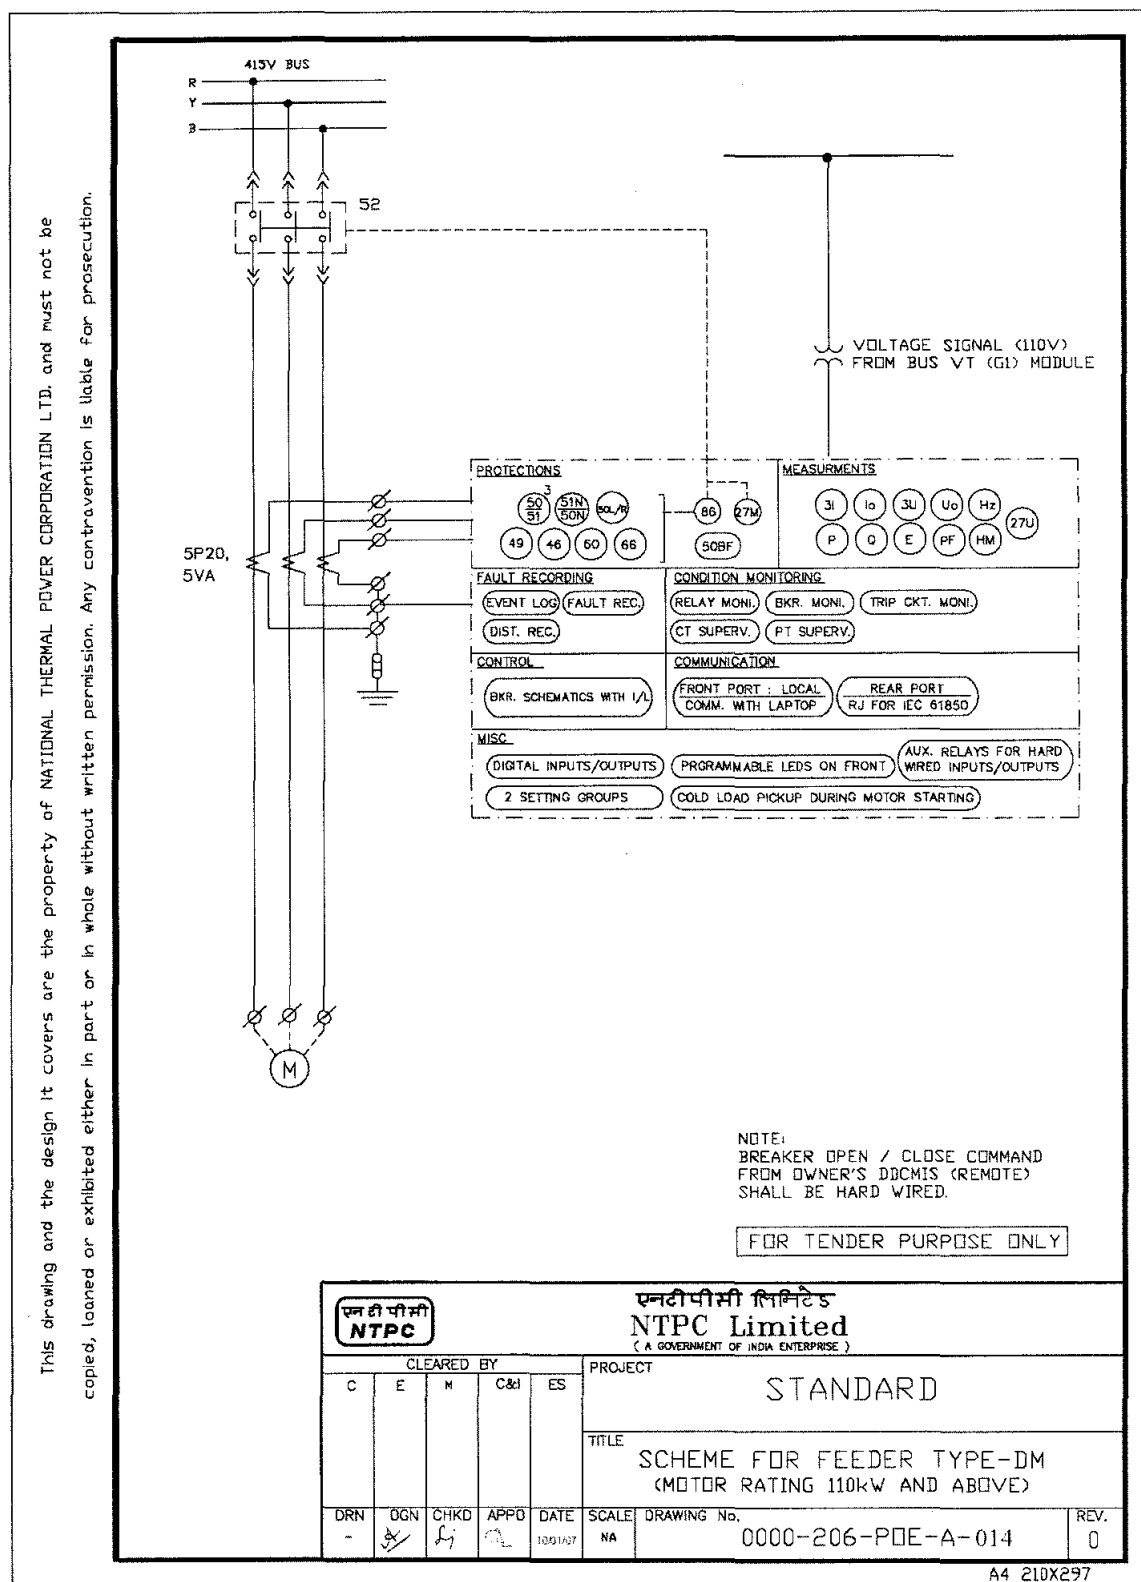 This drawing and the design it covers are the property of NATIONAL THERMAL POWER CORPORATION LTD. and must not be
copied, loaned or exhibited either in part or in whole without written permission. Any contravention is liable for prosecution.
415V BUS
R
Y
B
52
VOLTAGE SIGNAL (110V)
FROM BUS VT (G1) MODULE
5P20,
5VA
PROTECTIONS
3
50
51
51N
50N
50L/R
86
27M
49
46
60
66
50BF
MEASURMENTS
3I
Io
3U
Uo
Hz
27U
P
Q
E
PF
HM
FAULT RECORDING
EVENT LOG
FAULT REC.
DIST. REC.
CONDITION MONITORING
RELAY MONI.
BKR. MONI.
TRIP CKT. MONI.
CT SUPERV.
PT SUPERV.
CONTROL
BKR. SCHEMATICS WITH I/L
COMMUNICATION
FRONT PORT : LOCAL
COMM. WITH LAPTOP
REAR PORT
RJ FOR IEC 61850
MISC
DIGITAL INPUTS/OUTPUTS
PRGRAMMABLE LEDS ON FRONT
AUX. RELAYS FOR HARD
WIRED INPUTS/OUTPUTS
2 SETTING GROUPS
COLD LOAD PICKUP DURING MOTOR STARTING
M
NOTE:
BREAKER OPEN / CLOSE COMMAND
FROM OWNER'S DDCMIS (REMOTE)
SHALL BE HARD WIRED.
FOR TENDER PURPOSE ONLY
एनटीपीसी
NTPC
एनटीपीसी लिमिटेड
NTPC Limited
( A GOVERNMENT OF INDIA ENTERPRISE )
CLEARED BY
C E M C&I ES
PROJECT
STANDARD
TITLE
SCHEME FOR FEEDER TYPE-DM
(MOTOR RATING 110kW AND ABOVE)
DRN DGN CHKD APPD DATE
- 10/01/07
SCALE
NA
DRAWING No.
0000-206-POE-A-014
REV.
0
A4 210X297